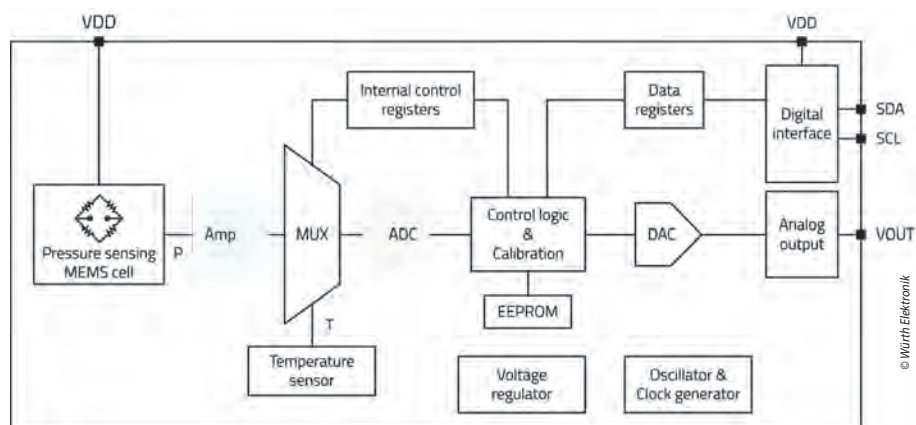 VDD
VDD
Internal control
registers
Data
registers
Digital
interface
SDA
SCL
Pressure sensing
MEMS cell
P
Amp
MUX
ADC
Control logic
&
Calibration
DAC
Analog
output
VOUT
EEPROM
T
Temperature
sensor
Voltage
regulator
Oscillator &
Clock generator
© Würth Elektronik